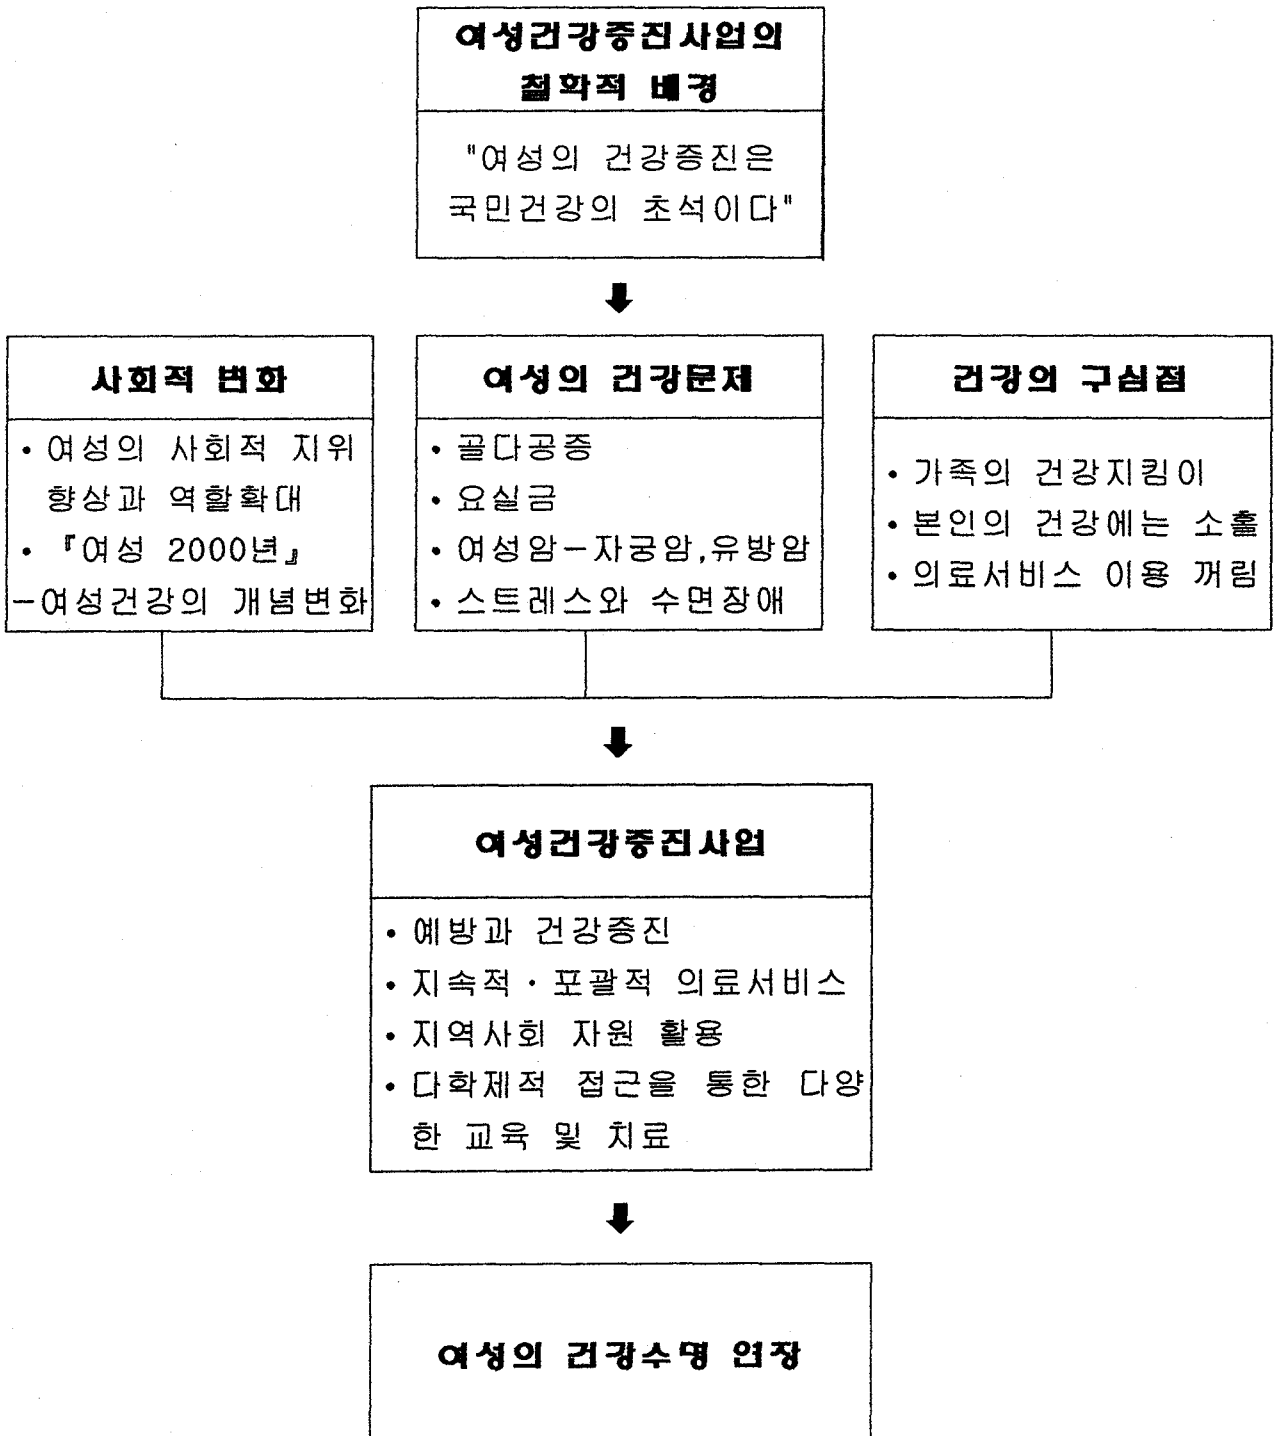 여성건강증진사업의
철학적 배경
"여성의 건강증진은
국민건강의 초석이다"
사회적 변화
• 여성의 사회적 지위
향상과 역할확대
• 『여성 2000년』
-여성건강의 개념변화
여성의 건강문제
• 골다공증
• 요실금
• 여성암-자궁암,유방암
• 스트레스와 수면장애
건강의 구심점
• 가족의 건강지킴이
• 본인의 건강에는 소홀
• 의료서비스 이용 꺼림
여성건강증진사업
• 예방과 건강증진
• 지속적·포괄적 의료서비스
• 지역사회 자원 활용
• 다학제적 접근을 통한 다양
한 교육 및 치료
여성의 건강수명 연장